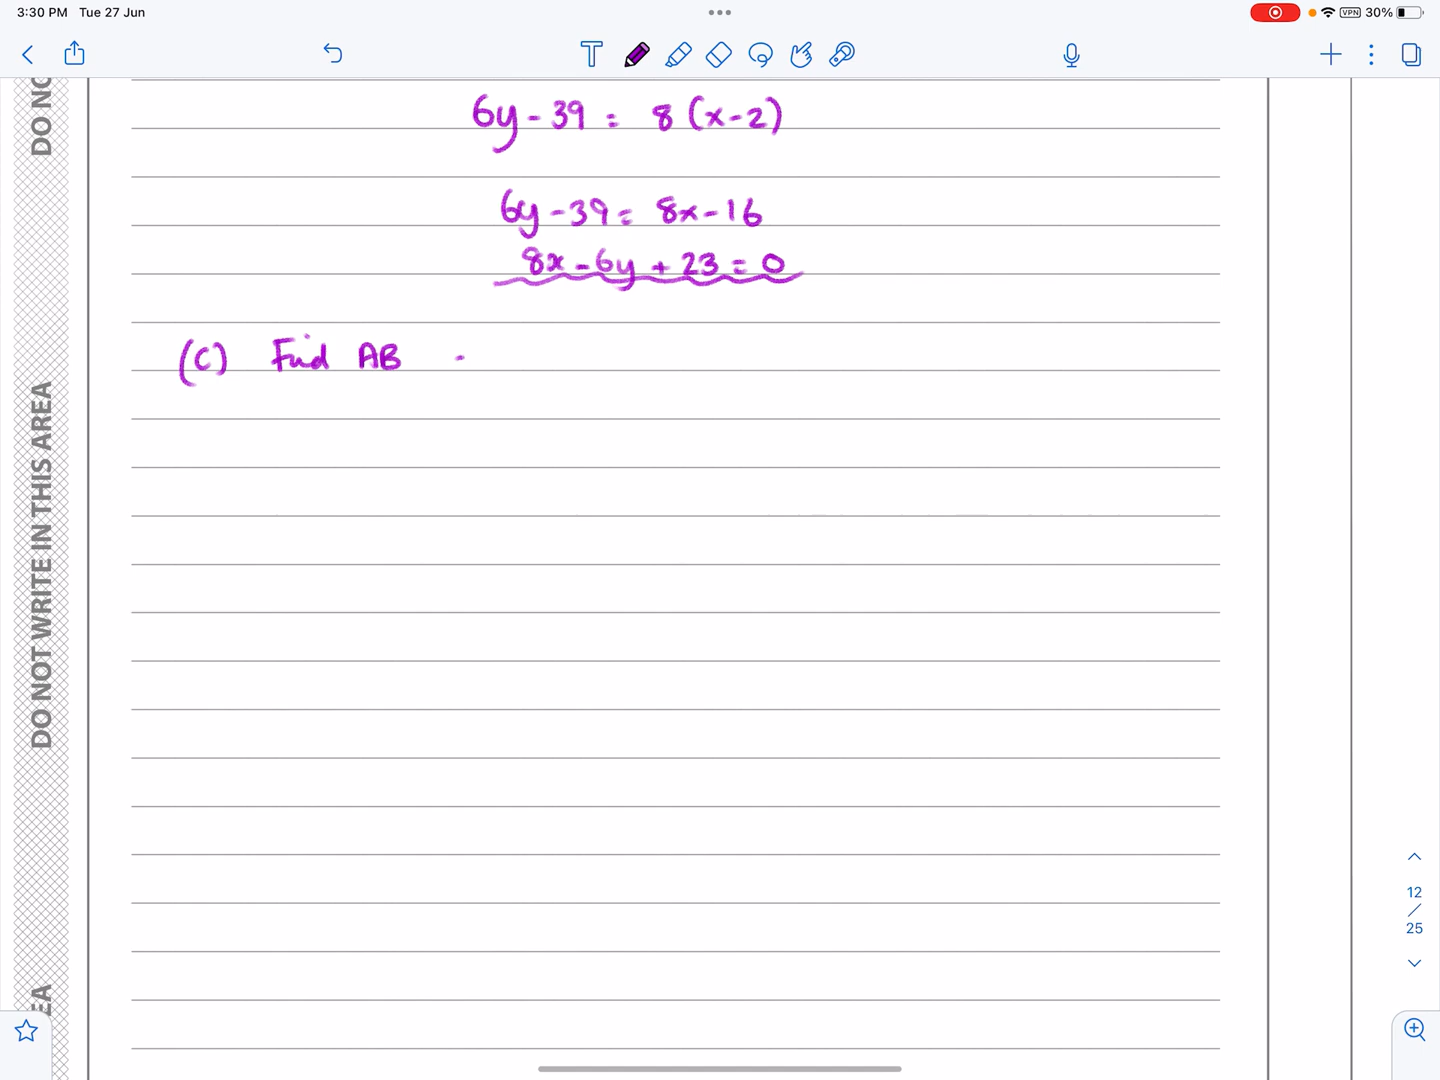 3:30 PM Tue 27 Jun
VPN 30%
T
DO NO
6y - 39 = 8 (x - 2)
6y - 39 = 8x - 16
8x - 6y + 23 = 0
(C) Find AB -
DO NOT WRITE IN THIS AREA
12
/
25
EA